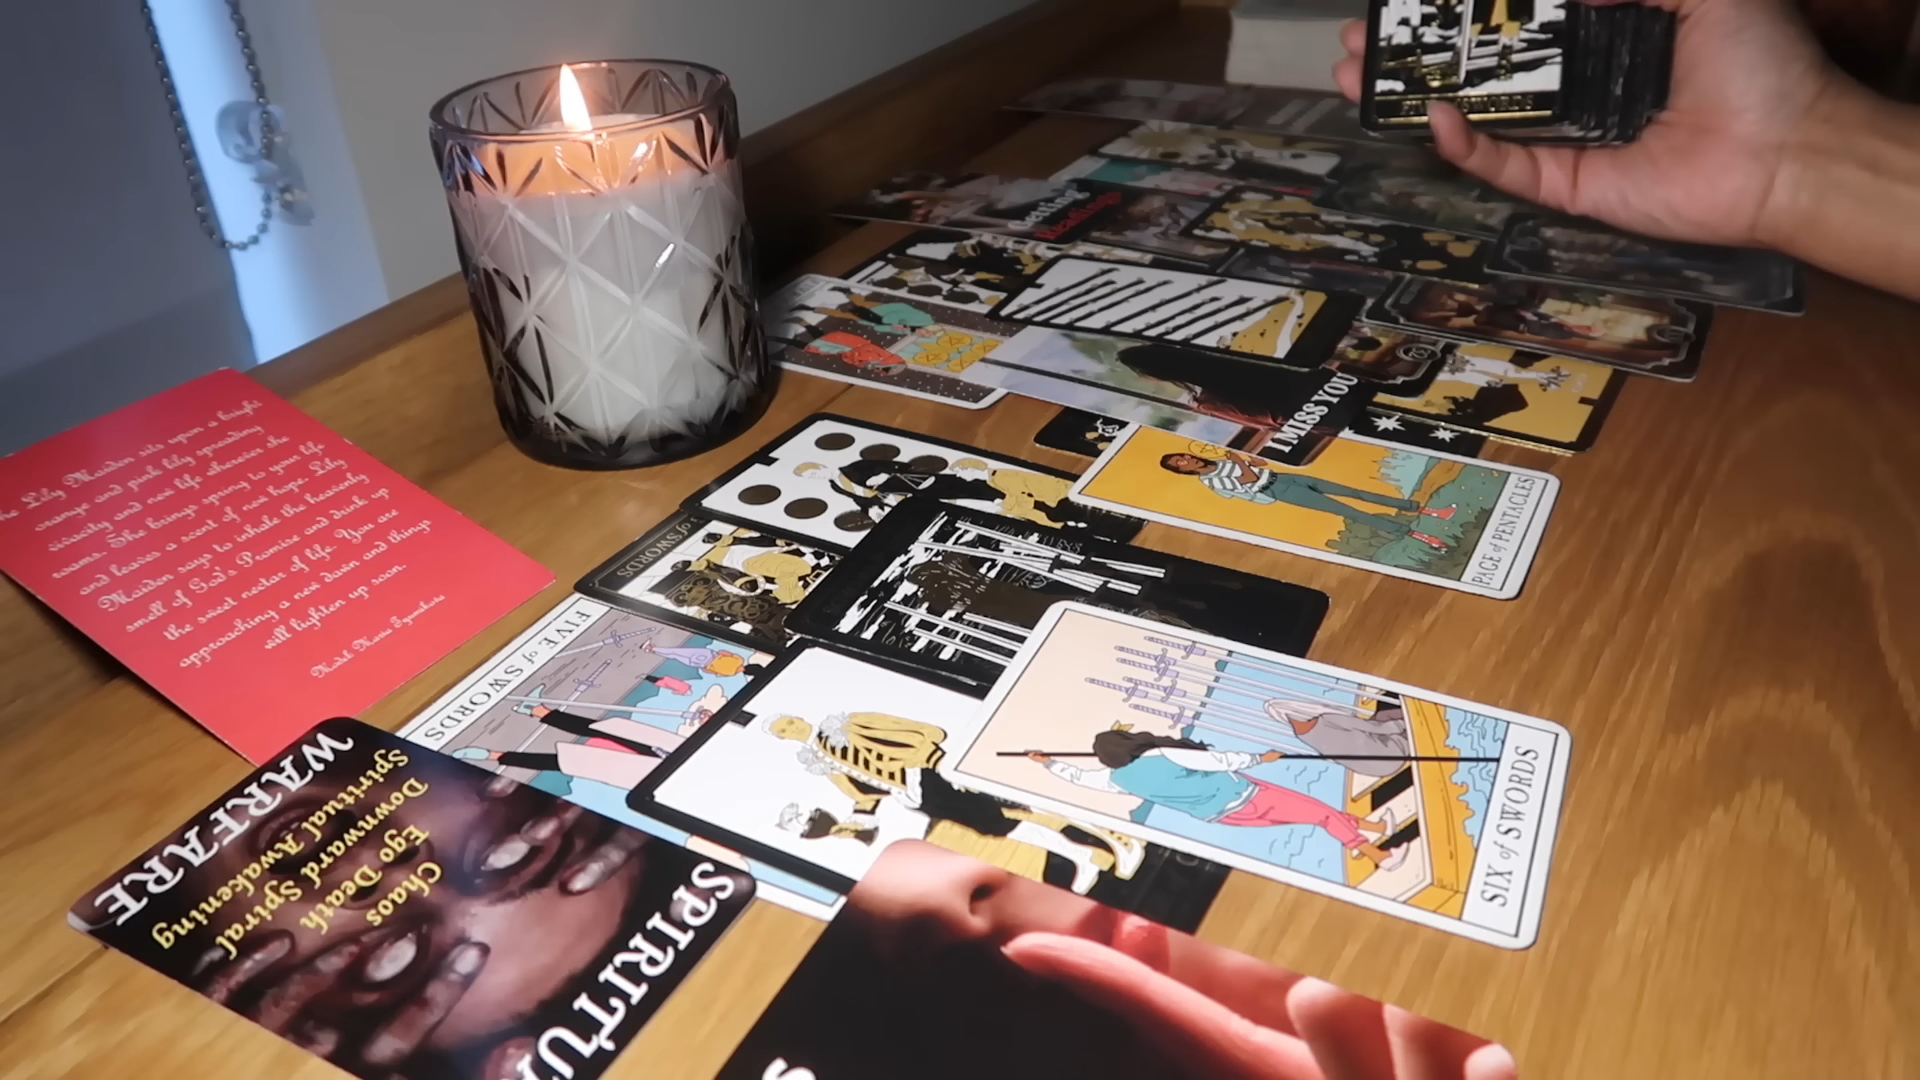 The Lily Maiden sits upon a bright
orange and pink lily spreading
vivacity and new life wherever she
roams. She brings spring to your life
and leaves a scent of new hope. Lily
Maiden says to inhale the heavenly
smell of God's Promise and drink up
the sweet nectar of life. You are
approaching a new dawn and things
will lighten up soon.
WARFARE
Chaos
Ego Death
Downward Spiral
Spiritual Awakening
SPIRITU
FIVE of SWORDS
of SWORDS
SIX of SWORDS
PAGE of PENTACLES
I MISS YOU
Readings
SWORDS
S